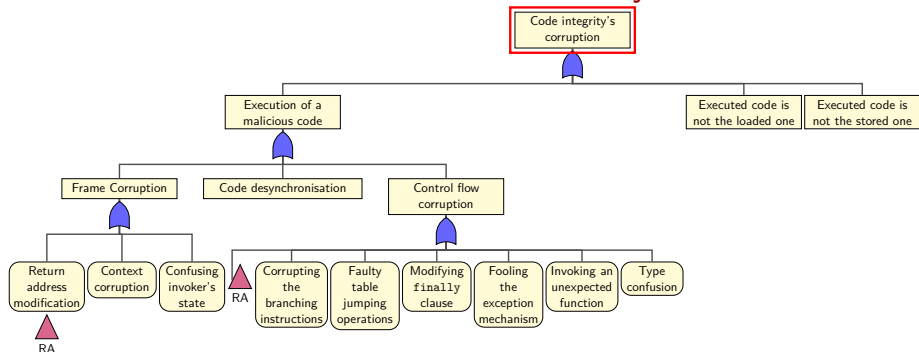 Code integrity's
corruption
Execution of a
malicious code
Executed code is
not the loaded one
Executed code is
not the stored one
Frame Corruption
Code desynchronisation
Control flow
corruption
Return
address
modification
Context
corruption
Confusing
invoker's
state
RA
Corrupting
the
branching
instructions
Faulty
table
jumping
operations
Modifying
finally
clause
Fooling
the
exception
mechanism
Invoking an
unexpected
function
Type
confusion
RA